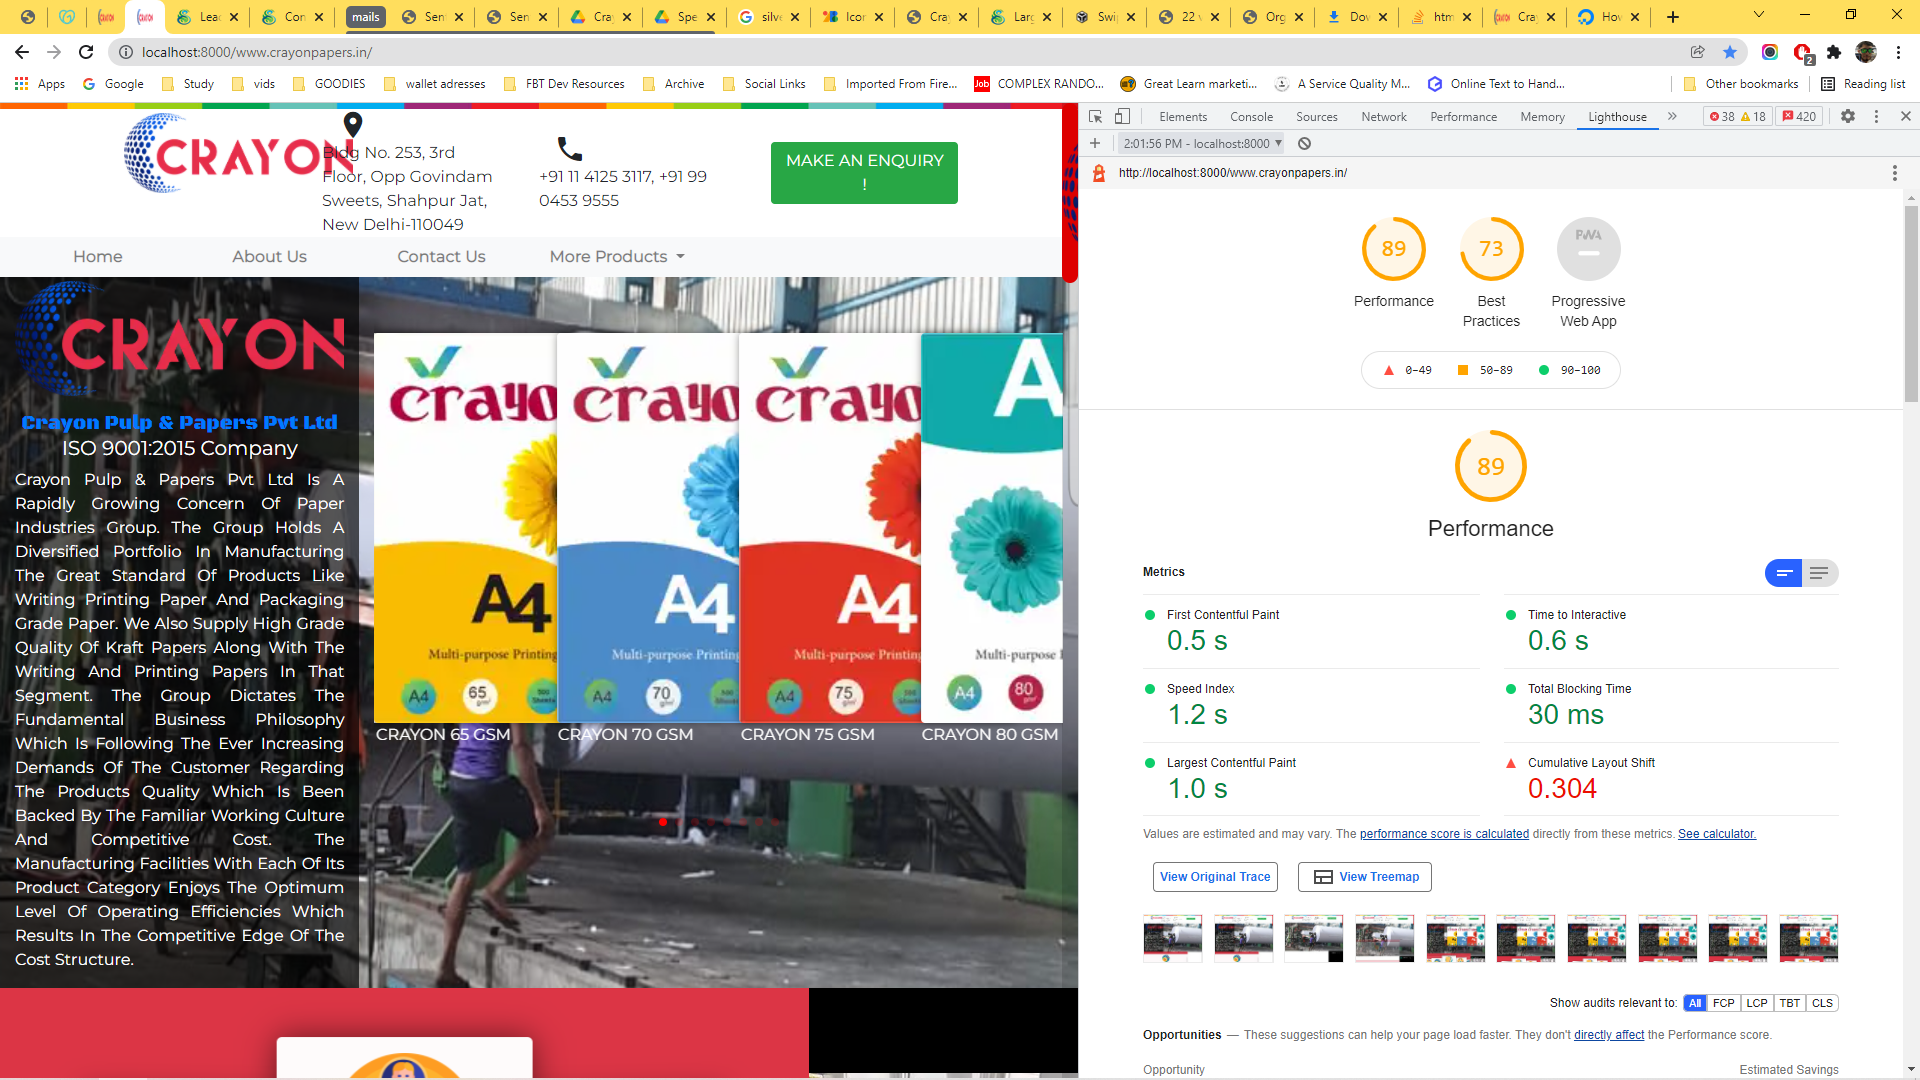 Lead
Con
mails
Sen
Sen
Cra
Spe
silve
Icor
Cra
Larg
Swi
22 v
Org
Dov
htm
Cra
Hov
localhost:8000/www.crayonpapers.in/
2
Apps
Google
Study
vids
GOODIES
wallet adresses
FBT Dev Resources
Archive
Social Links
Imported From Fire...
Job
COMPLEX RANDO...
Great Learn marketi...
A Service Quality M...
Online Text to Hand...
Other bookmarks
Reading list
CRAYON
Bldg No. 253, 3rd
Floor, Opp Govindam
Sweets, Shahpur Jat,
New Delhi-110049
+91 11 4125 3117, +91 99
0453 9555
MAKE AN ENQUIRY
!
Home
About Us
Contact Us
More Products
CRAYON
Crayon Pulp & Papers Pvt Ltd
ISO 9001:2015 Company
Crayon Pulp & Papers Pvt Ltd Is A
Rapidly Growing Concern Of Paper
Industries Group. The Group Holds A
Diversified Portfolio In Manufacturing
The Great Standard Of Products Like
Writing Printing Paper And Packaging
Grade Paper. We Also Supply High Grade
Quality Of Kraft Papers Along With The
Writing And Printing Papers In That
Segment. The Group Dictates The
Fundamental Business Philosophy
Which Is Following The Ever Increasing
Demands Of The Customer Regarding
The Products Quality Which Is Been
Backed By The Familiar Working Culture
And Competitive Cost. The
Manufacturing Facilities With Each Of Its
Product Category Enjoys The Optimum
Level Of Operating Efficiencies Which
Results In The Competitive Edge Of The
Cost Structure.
crayo
A4
Multi-purpose Printing
A4
65
g/m²
500
Sheets
CRAYON 65 GSM
crayo
A4
Multi-purpose Printing
A4
70
g/m²
CRAYON 70 GSM
crayo
A4
Multi-purpose Printing
A4
75
g/m²
500
Sheets
CRAYON 75 GSM
A
Multi-purpose
A4
80
g/m²
CRAYON 80 GSM
Elements
Console
Sources
Network
Performance
Memory
Lighthouse
38
18
420
2:01:56 PM - localhost:8000
http://localhost:8000/www.crayonpapers.in/
89
Performance
73
Best
Practices
PWA
Progressive
Web App
0–49
50–89
90–100
89
Performance
Metrics
First Contentful Paint
0.5 s
Time to Interactive
0.6 s
Speed Index
1.2 s
Total Blocking Time
30 ms
Largest Contentful Paint
1.0 s
Cumulative Layout Shift
0.304
Values are estimated and may vary. The performance score is calculated directly from these metrics. See calculator.
View Original Trace
View Treemap
Show audits relevant to: All FCP LCP TBT CLS
Opportunities — These suggestions can help your page load faster. They don't directly affect the Performance score.
Opportunity
Estimated Savings